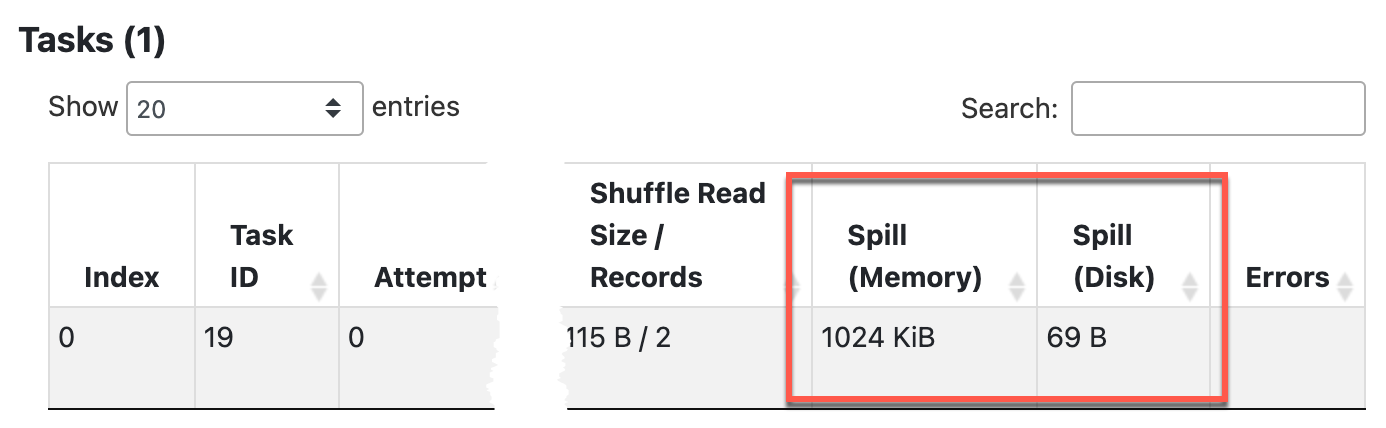 Tasks (1)
Show 20 entries
Search:
Index
Task
ID
Attempt
Shuffle Read
Size /
Records
Spill
(Memory)
Spill
(Disk)
Errors
0 19 0 115 B / 2 1024 KiB 69 B